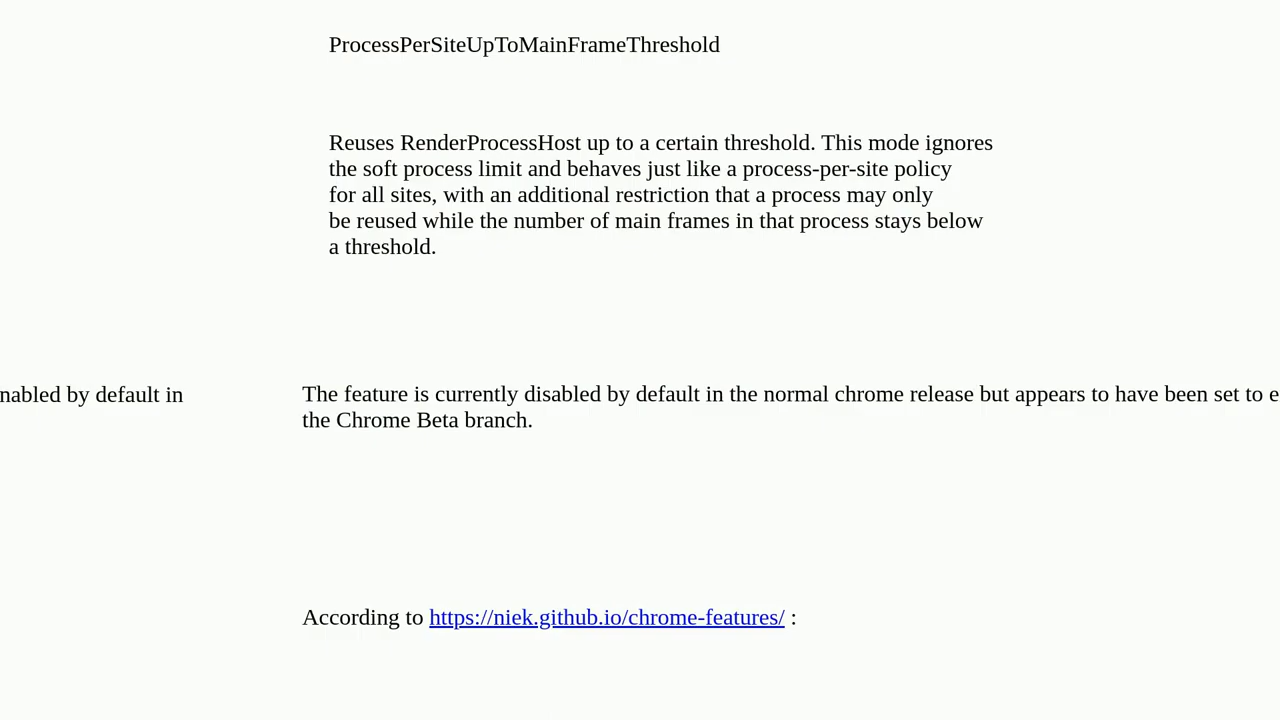 ProcessPerSiteUpToMainFrameThreshold
Reuses RenderProcessHost up to a certain threshold. This mode ignores
the soft process limit and behaves just like a process-per-site policy
for all sites, with an additional restriction that a process may only
be reused while the number of main frames in that process stays below
a threshold.
nabled by default in
The feature is currently disabled by default in the normal chrome release but appears to have been set to e
the Chrome Beta branch.
According to https://niek.github.io/chrome-features/ :